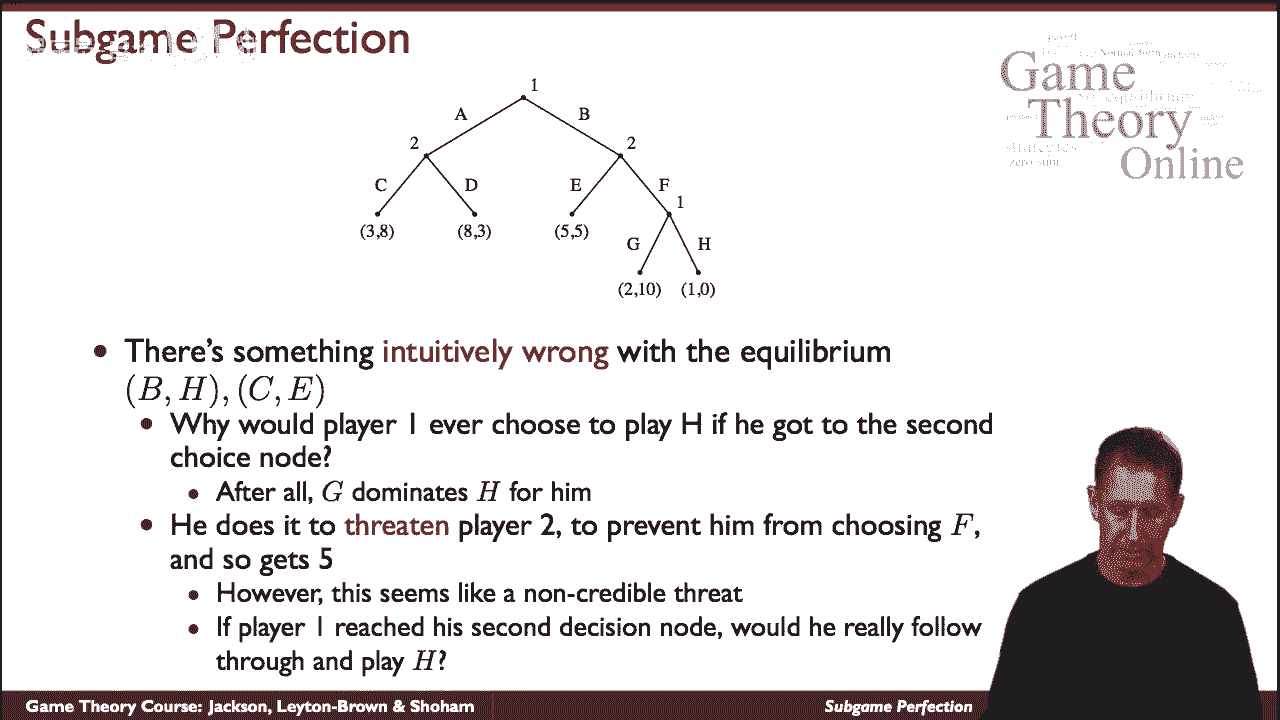 Subgame Perfection
Game
Theory
Online
zero sum
1
A
B
2
2
C
D
E
F
1
(3,8)
(8,3)
(5,5)
G
H
(2,10)
(1,0)
• There's something intuitively wrong with the equilibrium
(B, H), (C, E)
• Why would player 1 ever choose to play H if he got to the second
choice node?
• After all, G dominates H for him
• He does it to threaten player 2, to prevent him from choosing F,
and so gets 5
• However, this seems like a non-credible threat
• If player 1 reached his second decision node, would he really follow
through and play H?
Game Theory Course: Jackson, Leyton-Brown & Shoham
Subgame Perfection